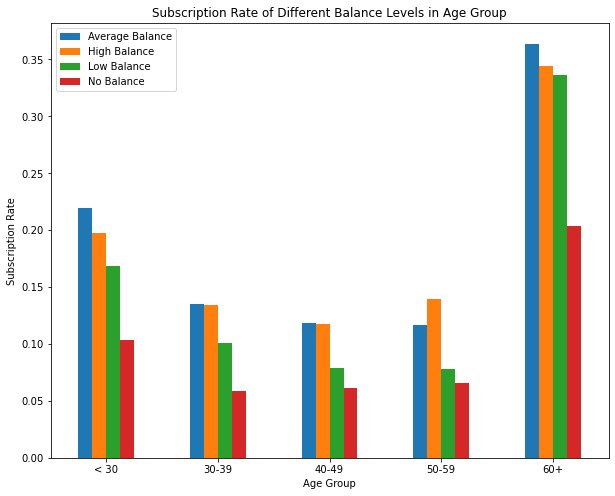 Subscription Rate of Different Balance Levels in Age Group
Average Balance
High Balance
Low Balance
No Balance
Subscription Rate
0.35
0.30
0.25
0.20
0.15
0.10
0.05
0.00
< 30
30-39
40-49
50-59
60+
Age Group